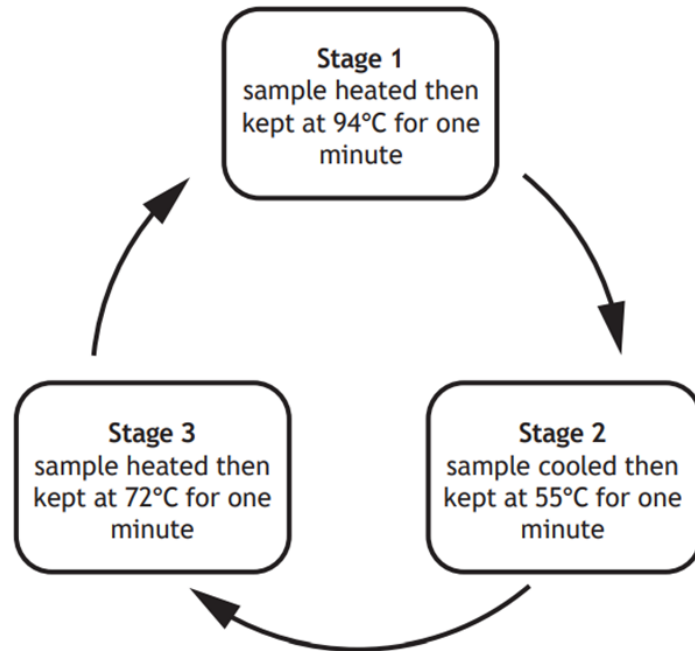 Stage 1
sample heated then
kept at 94°C for one
minute
Stage 2
sample cooled then
kept at 55°C for one
minute
Stage 3
sample heated then
kept at 72°C for one
minute